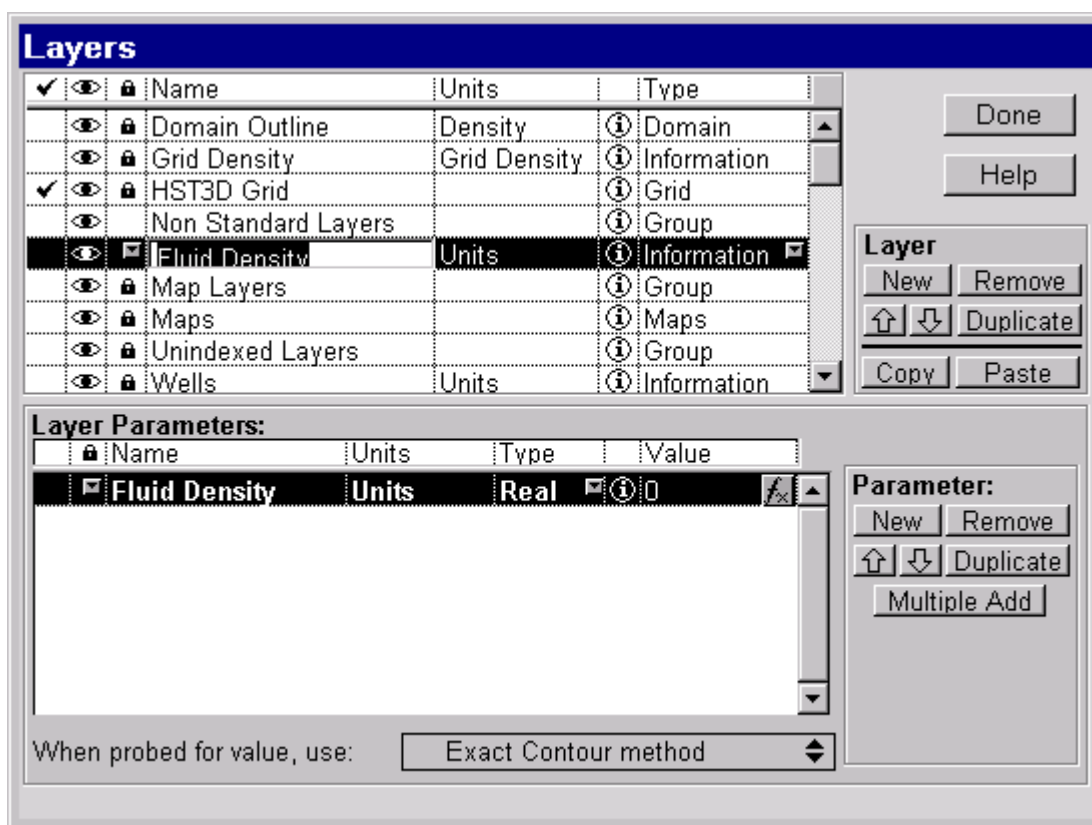 Layers
Name Units Type
Domain Outline Density Domain
Grid Density Grid Density Information
HST3D Grid Grid
Non Standard Layers Group
Fluid Density Units Information
Map Layers Group
Maps Maps
Unindexed Layers Group
Wells Units Information
Done
Help
Layer
New Remove
Duplicate
Copy Paste
Layer Parameters:
Name Units Type Value
Fluid Density Units Real 0 fx
Parameter:
New Remove
Duplicate
Multiple Add
When probed for value, use: Exact Contour method